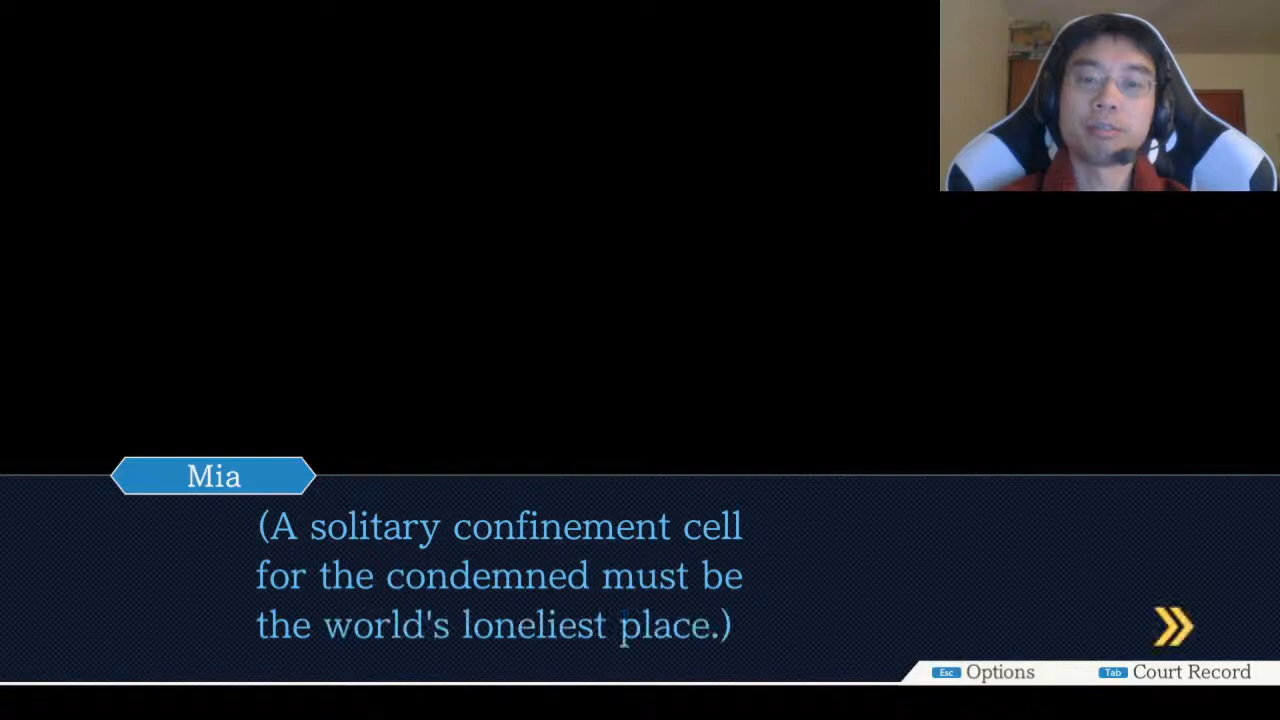 Mia
(A solitary confinement cell
for the condemned must be
the world's loneliest place.)
Esc Options
Tab Court Record